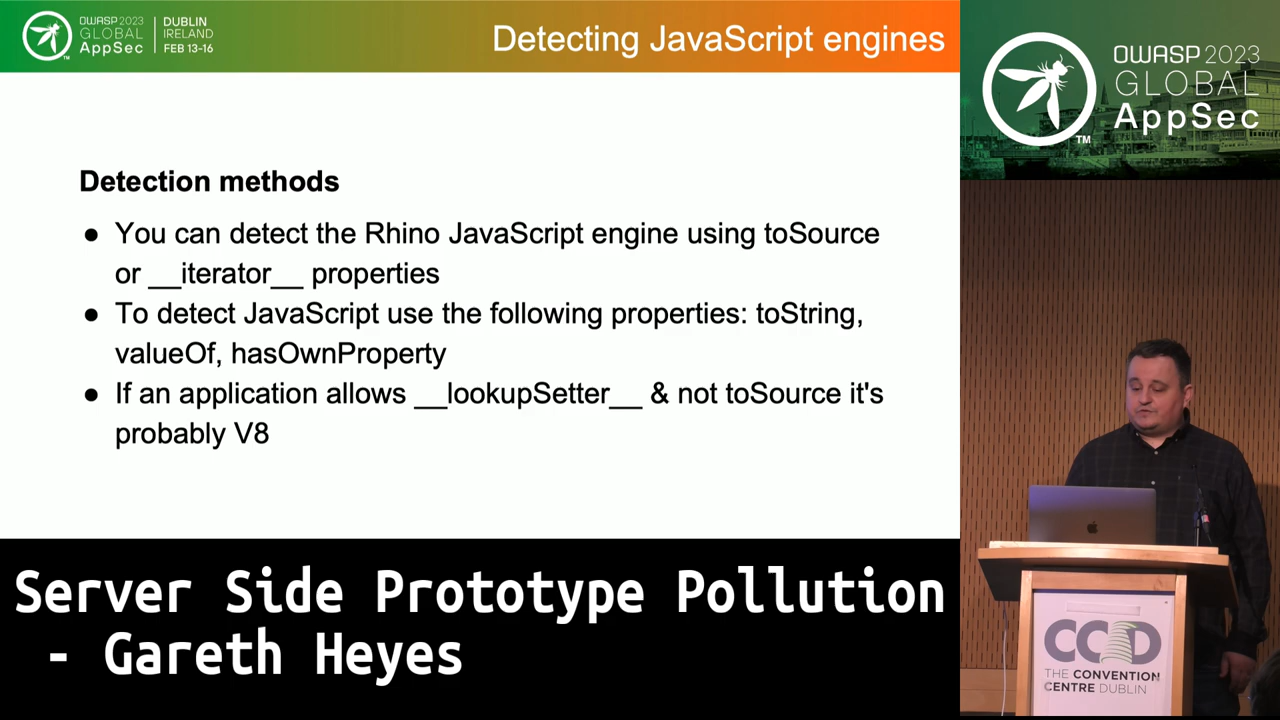 OWASP 2023
GLOBAL
AppSec
TM
DUBLIN
IRELAND
FEB 13-16
Detecting JavaScript engines
OWASP 2023
GLOBAL
AppSec
TM
Detection methods
● You can detect the Rhino JavaScript engine using toSource
or __iterator__ properties
● To detect JavaScript use the following properties: toString,
valueOf, hasOwnProperty
● If an application allows __lookupSetter__ & not toSource it's
probably V8
Server Side Prototype Pollution
- Gareth Heyes
CCD
THE CONVENTION
CENTRE DUBLIN